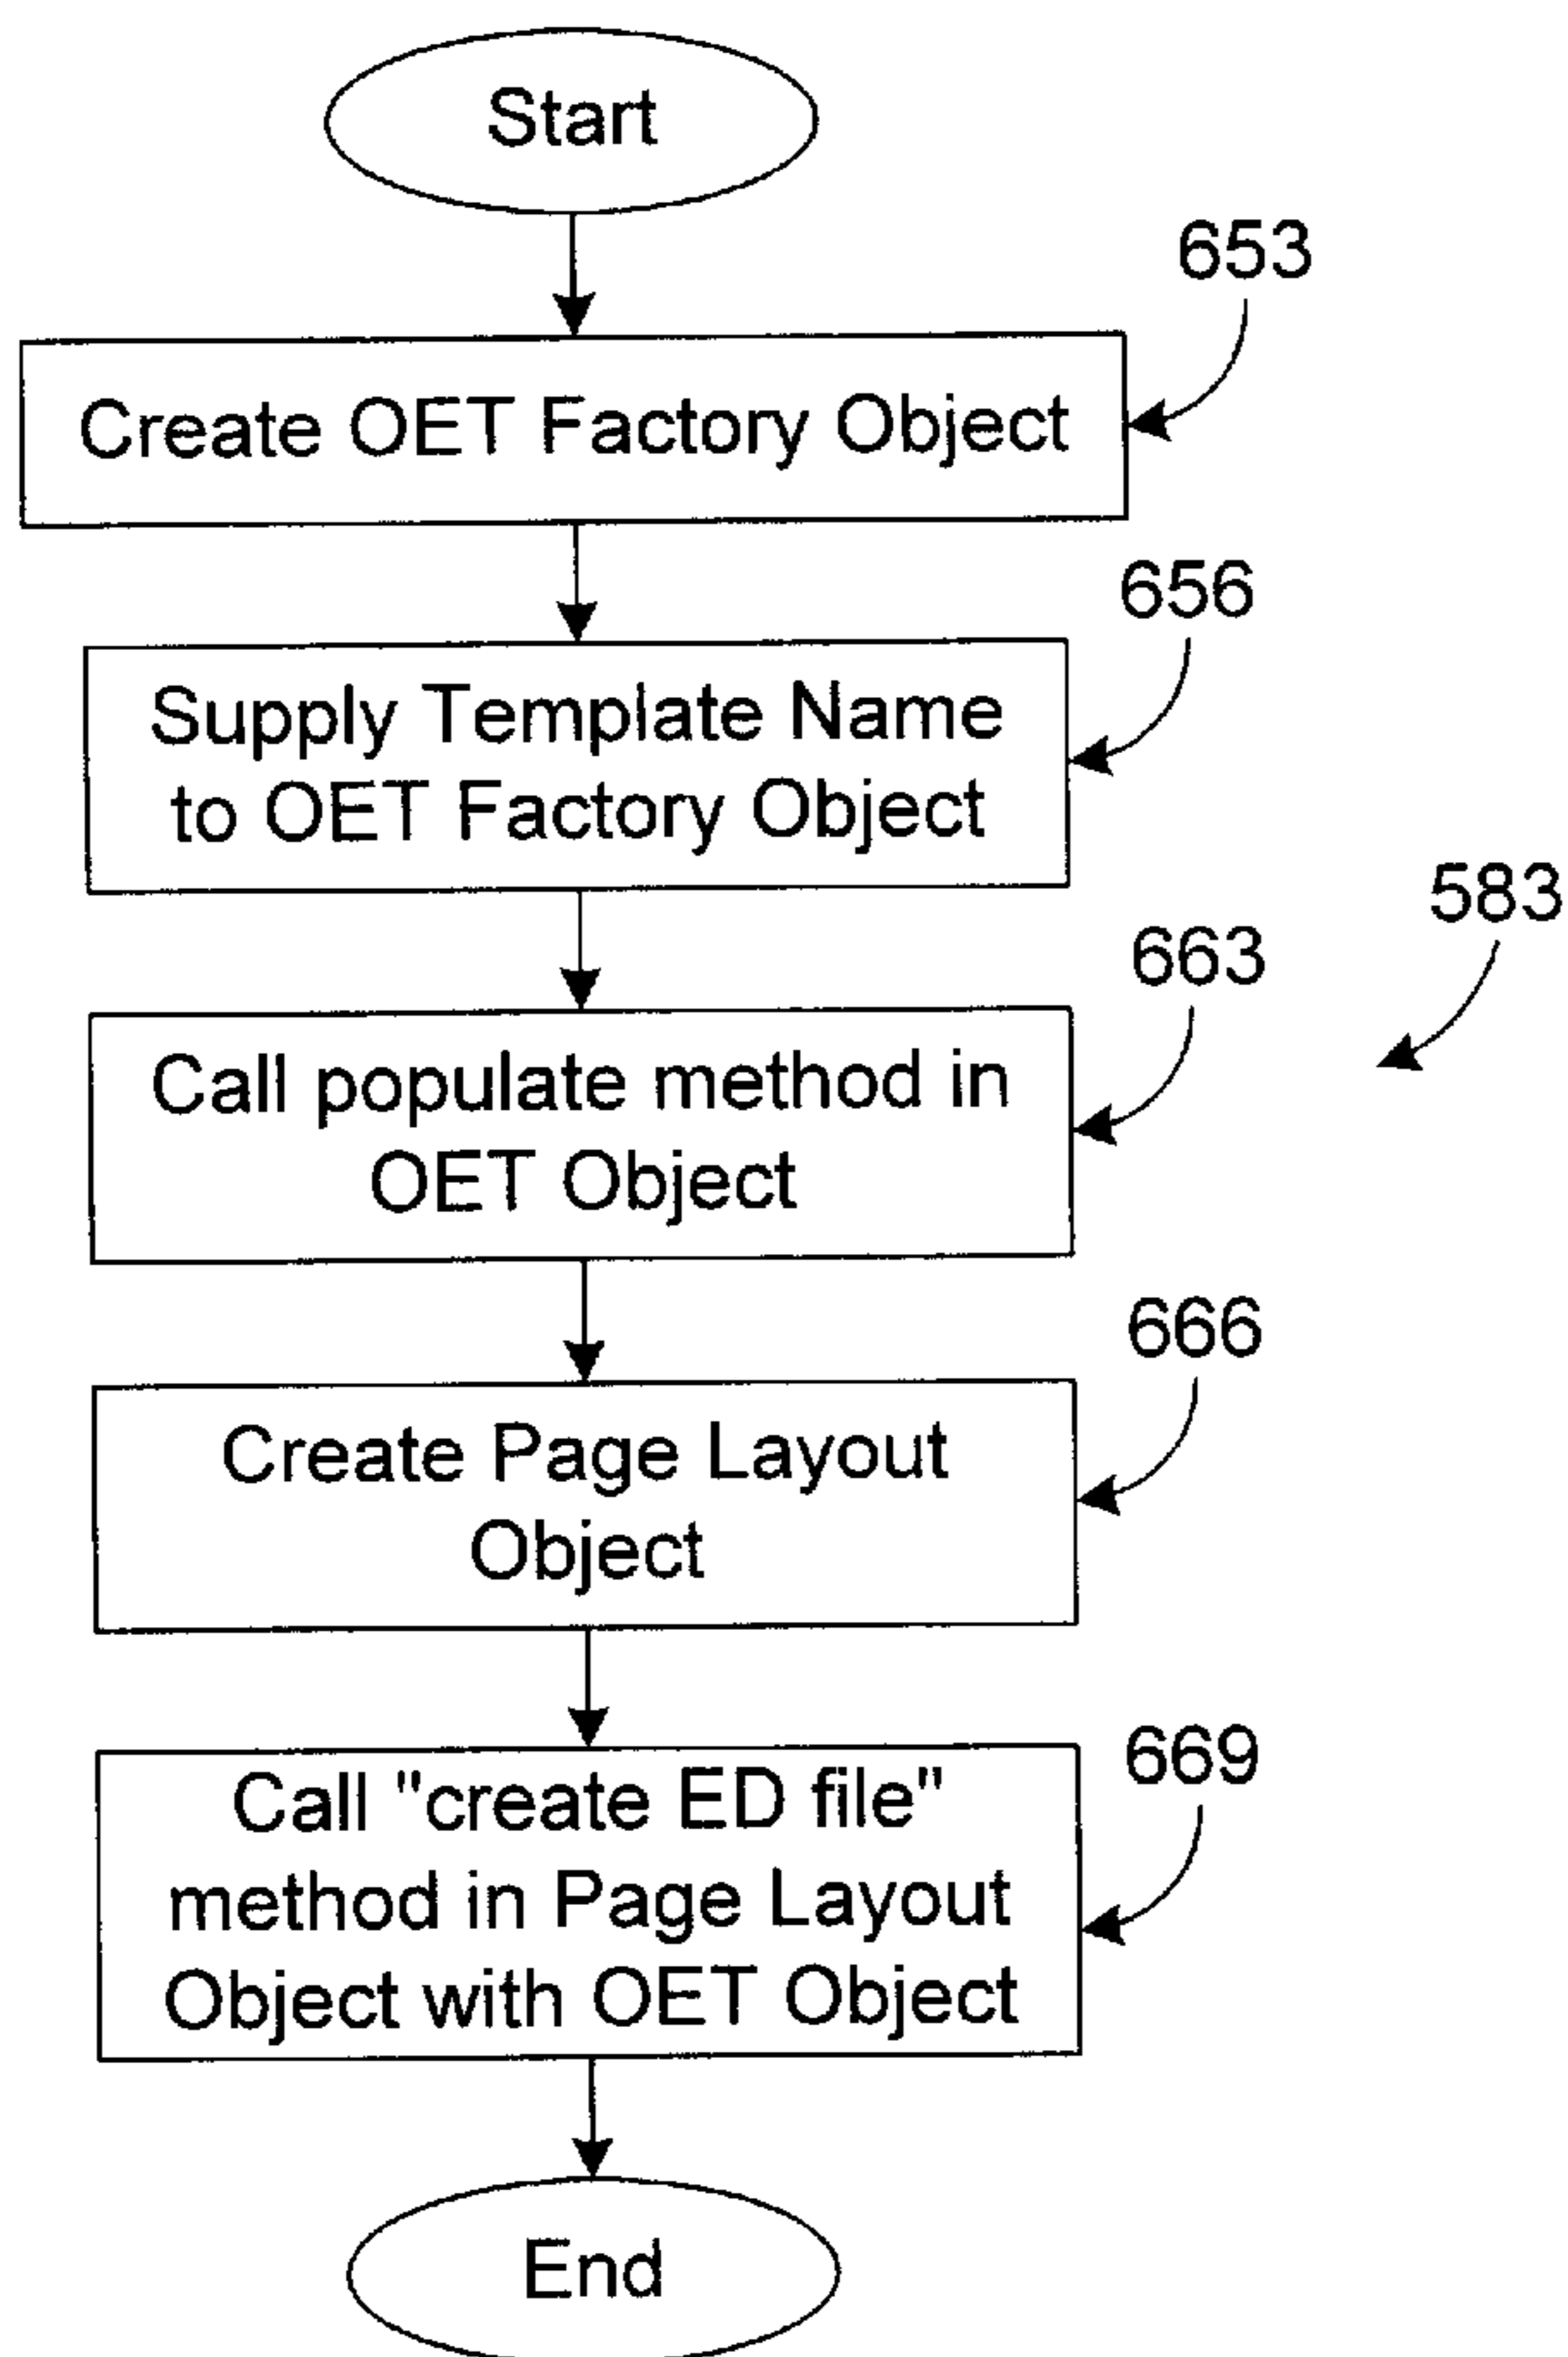 Start
653
Create OET Factory Object
656
Supply Template Name
to OET Factory Object
583
663
Call populate method in
OET Object
666
Create Page Layout
Object
669
Call "create ED file"
method in Page Layout
Object with OET Object
End